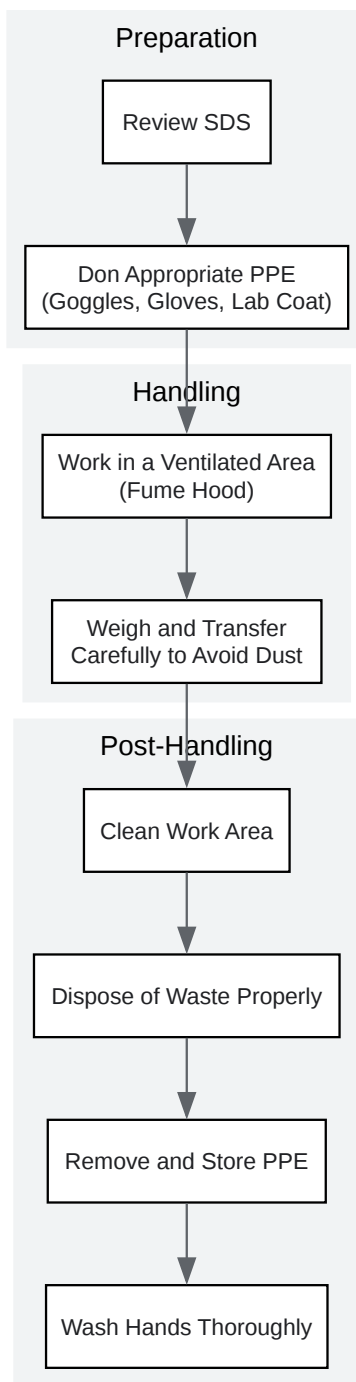 Preparation
Review SDS
Don Appropriate PPE
(Goggles, Gloves, Lab Coat)
Handling
Work in a Ventilated Area
(Fume Hood)
Weigh and Transfer
Carefully to Avoid Dust
Post-Handling
Clean Work Area
Dispose of Waste Properly
Remove and Store PPE
Wash Hands Thoroughly